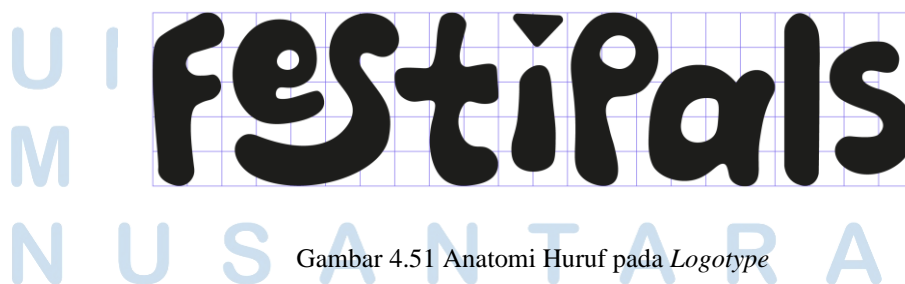 Festipals
U I
M
N U S A N T A R A
Gambar 4.51 Anatomi Huruf pada Logotype